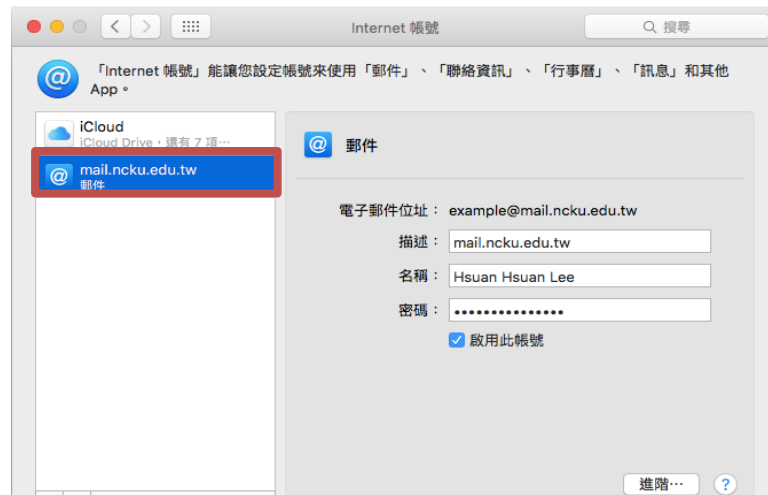 Internet 帳號
搜尋
「Internet 帳號」能讓您設定帳號來使用「郵件」、「聯絡資訊」、「行事曆」、「訊息」和其他
App。
iCloud
iCloud Drive，還有 7 項⋯
mail.ncku.edu.tw
郵件
郵件
電子郵件位址： example@mail.ncku.edu.tw
描述： mail.ncku.edu.tw
名稱： Hsuan Hsuan Lee
密碼： •••••••••••••••
啟用此帳號
進階⋯ ?